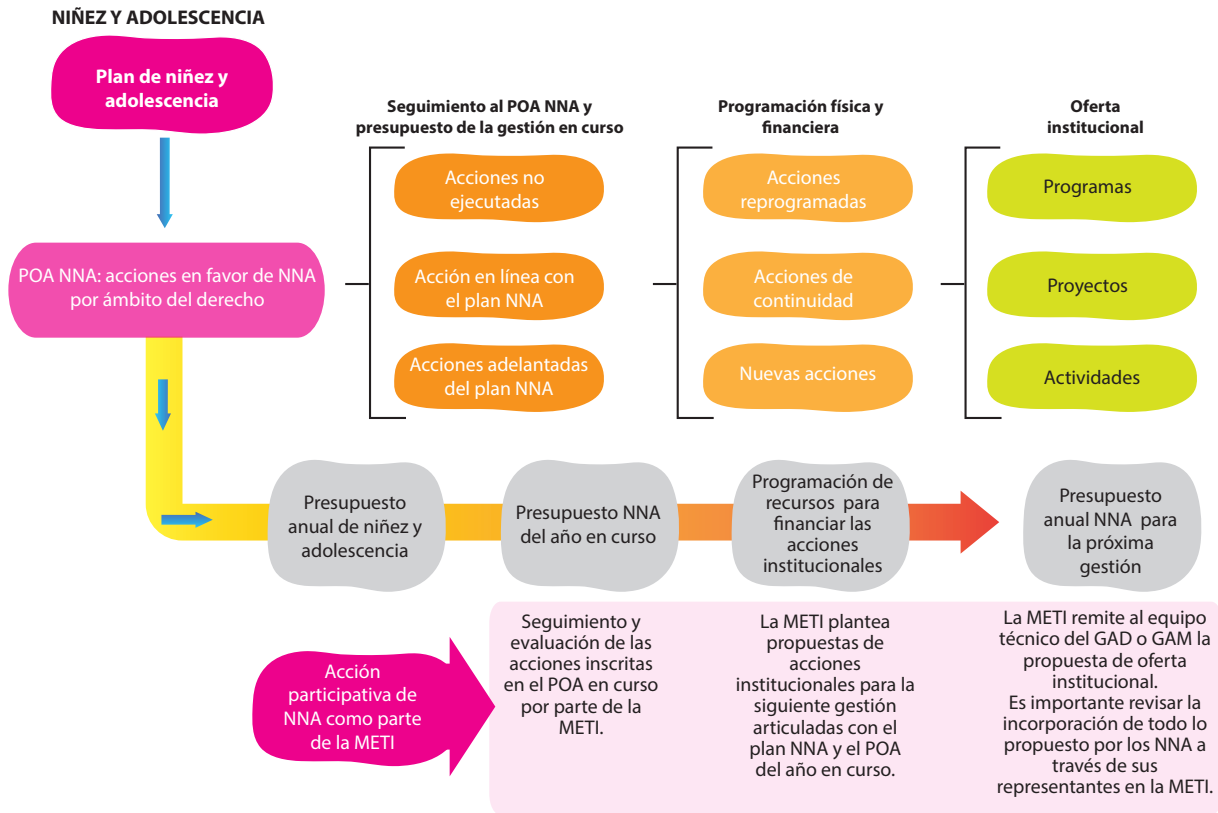 NIÑEZ Y ADOLESCENCIA
Plan de niñez y
adolescencia
POA NNA: acciones en favor de NNA
por ámbito del derecho
Seguimiento al POA NNA y
presupuesto de la gestión en curso
Acciones no
ejecutadas
Acción en línea con
el plan NNA
Acciones adelantadas
del plan NNA
Programación física y
financiera
Acciones
reprogramadas
Acciones de
continuidad
Nuevas acciones
Oferta
institucional
Programas
Proyectos
Actividades
Presupuesto
anual de niñez y
adolescencia
Presupuesto NNA
del año en curso
Programación de
recursos para
financiar las
acciones
institucionales
Presupuesto
anual NNA para
la próxima
gestión
Acción
participativa de
NNA como parte
de la METI
Seguimiento y
evaluación de las
acciones inscritas
en el POA en curso
por parte de la
METI.
La METI plantea
propuestas de
acciones
institucionales para la
siguiente gestión
articuladas con el
plan NNA y el POA
del año en curso.
La METI remite al equipo
técnico del GAD o GAM la
propuesta de oferta
institucional.
Es importante revisar la
incorporación de todo lo
propuesto por los NNA a
través de sus
representantes en la METI.